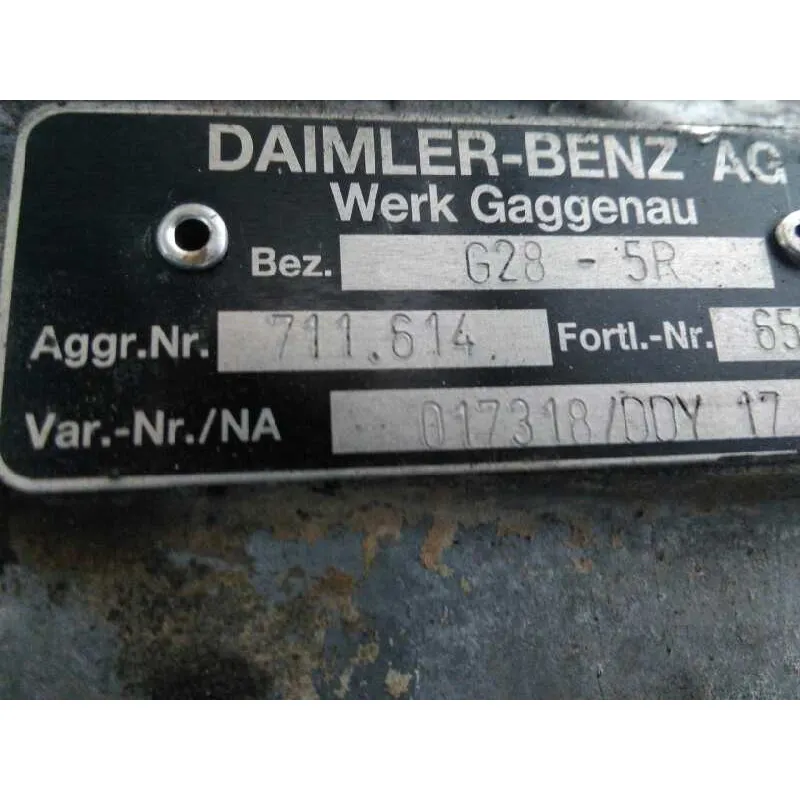 DAIMLER-BENZ AG
Werk Gaggenau
Bez. G28 - 5R
Aggr.Nr. 711.614. Fortl.-Nr. 65
Var.-Nr./NA 017318/DDY 17